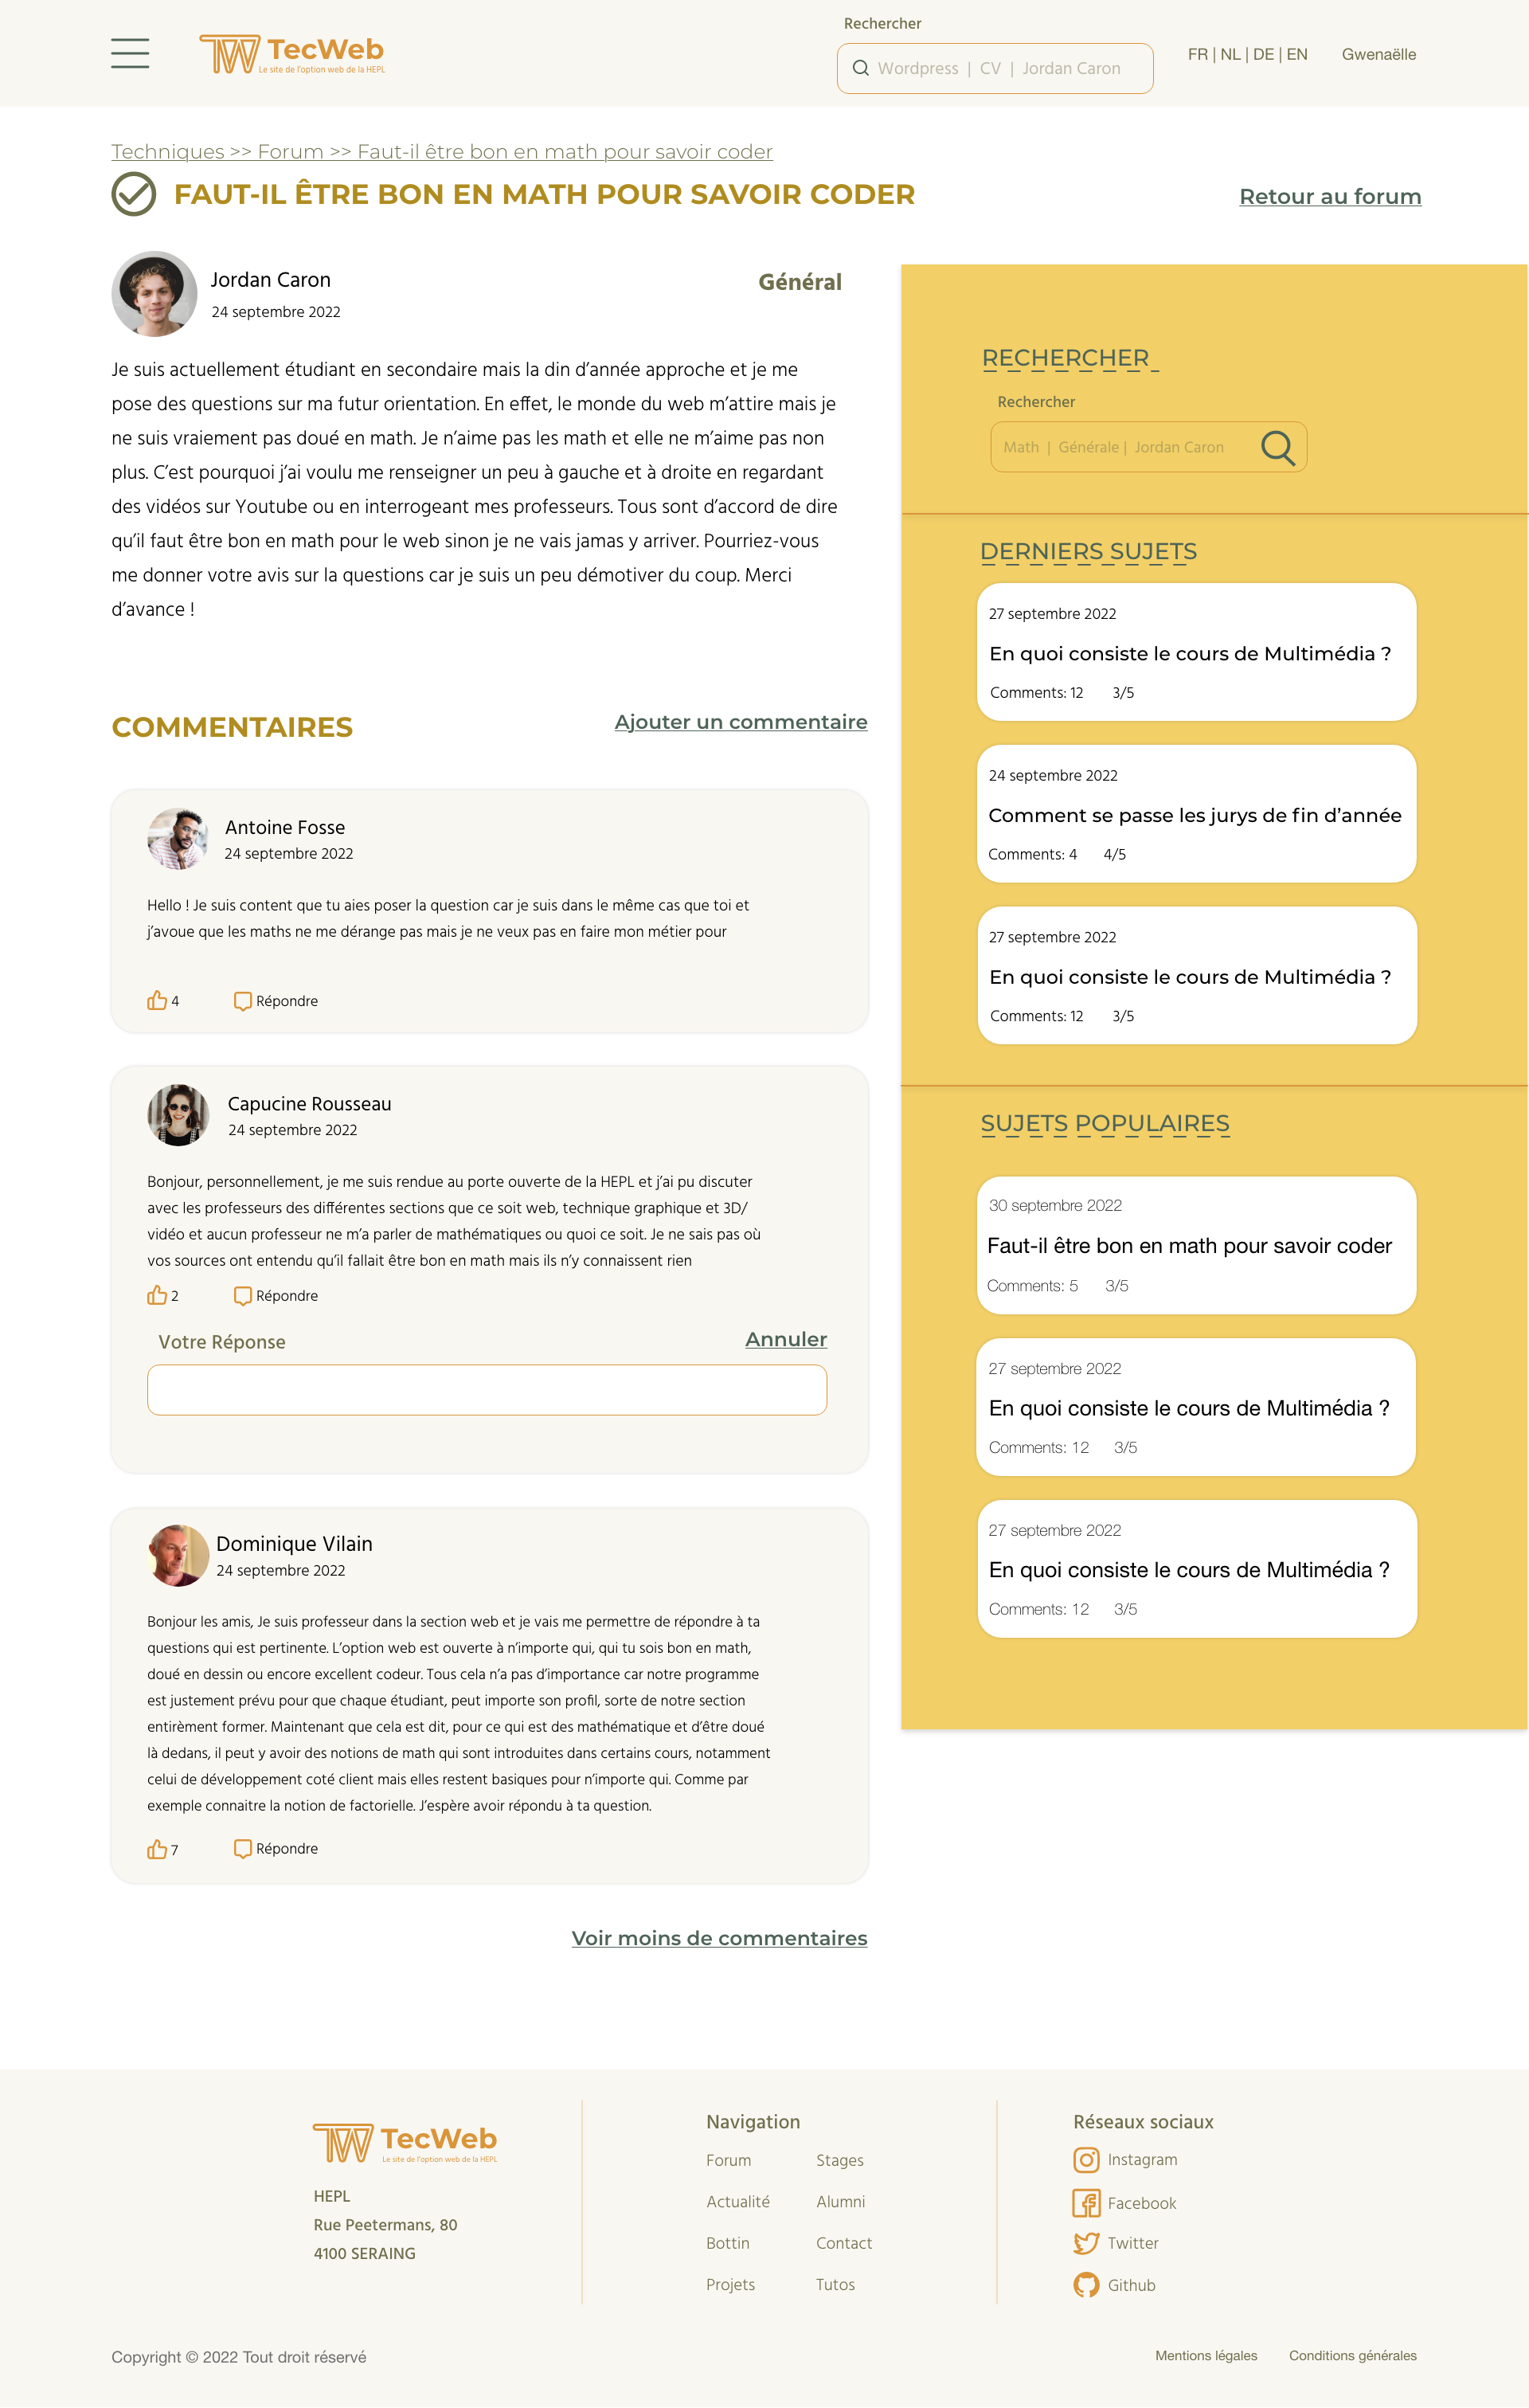 Rechercher
TW TecWeb
Le site de l'option web de la HEPL
Wordpress | CV | Jordan Caron
FR | NL | DE | EN
Gwenaëlle
Techniques >> Forum >> Faut-il être bon en math pour savoir coder
FAUT-IL ÊTRE BON EN MATH POUR SAVOIR CODER
Retour au forum
Jordan Caron
24 septembre 2022
Général
Je suis actuellement étudiant en secondaire mais la din d’année approche et je me
pose des questions sur ma futur orientation. En effet, le monde du web m’attire mais je
ne suis vraiement pas doué en math. Je n’aime pas les math et elle ne m’aime pas non
plus. C’est pourquoi j’ai voulu me renseigner un peu à gauche et à droite en regardant
des vidéos sur Youtube ou en interrogeant mes professeurs. Tous sont d’accord de dire
qu’il faut être bon en math pour le web sinon je ne vais jamas y arriver. Pourriez-vous
me donner votre avis sur la questions car je suis un peu démotiver du coup. Merci
d’avance !
COMMENTAIRES
Ajouter un commentaire
Antoine Fosse
24 septembre 2022
Hello ! Je suis content que tu aies poser la question car je suis dans le même cas que toi et
j’avoue que les maths ne me dérange pas mais je ne veux pas en faire mon métier pour
4
Répondre
Capucine Rousseau
24 septembre 2022
Bonjour, personnellement, je me suis rendue au porte ouverte de la HEPL et j’ai pu discuter
avec les professeurs des différentes sections que ce soit web, technique graphique et 3D/
vidéo et aucun professeur ne m’a parler de mathématiques ou quoi ce soit. Je ne sais pas où
vos sources ont entendu qu’il fallait être bon en math mais ils n’y connaissent rien
2
Répondre
Votre Réponse
Annuler
Dominique Vilain
24 septembre 2022
Bonjour les amis, Je suis professeur dans la section web et je vais me permettre de répondre à ta
questions qui est pertinente. L’option web est ouverte à n’importe qui, qui tu sois bon en math,
doué en dessin ou encore excellent codeur. Tous cela n’a pas d’importance car notre programme
est justement prévu pour que chaque étudiant, peut importe son profil, sorte de notre section
entirèment former. Maintenant que cela est dit, pour ce qui est des mathématique et d’être doué
là dedans, il peut y avoir des notions de math qui sont introduites dans certains cours, notamment
celui de développement coté client mais elles restent basiques pour n’importe qui. Comme par
exemple connaitre la notion de factorielle. J’espère avoir répondu à ta question.
7
Répondre
Voir moins de commentaires
RECHERCHER
Rechercher
Math | Générale | Jordan Caron
DERNIERS SUJETS
27 septembre 2022
En quoi consiste le cours de Multimédia ?
Comments: 12 3/5
24 septembre 2022
Comment se passe les jurys de fin d’année
Comments: 4 4/5
27 septembre 2022
En quoi consiste le cours de Multimédia ?
Comments: 12 3/5
SUJETS POPULAIRES
30 septembre 2022
Faut-il être bon en math pour savoir coder
Comments: 5 3/5
27 septembre 2022
En quoi consiste le cours de Multimédia ?
Comments: 12 3/5
27 septembre 2022
En quoi consiste le cours de Multimédia ?
Comments: 12 3/5
TW TecWeb
Le site de l'option web de la HEPL
HEPL
Rue Peetermans, 80
4100 SERAING
Navigation
Forum
Stages
Actualité
Alumni
Bottin
Contact
Projets
Tutos
Réseaux sociaux
Instagram
Facebook
Twitter
Github
Copyright © 2022 Tout droit réservé
Mentions légales
Conditions générales